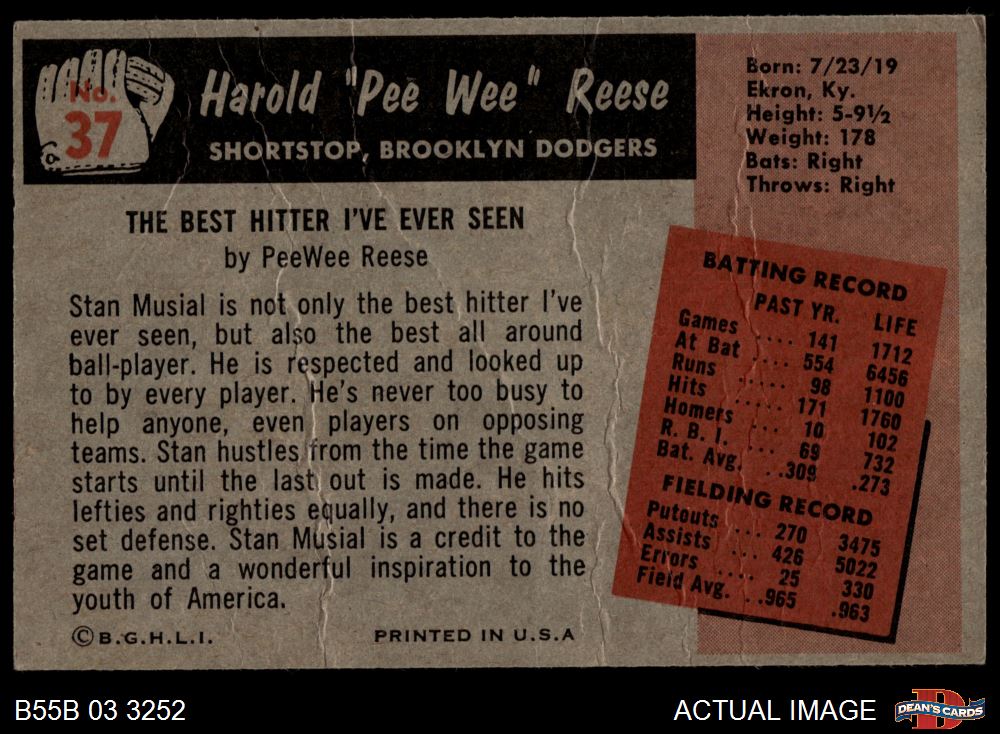 No.
37
Harold "Pee Wee" Reese
SHORTSTOP, BROOKLYN DODGERS
Born: 7/23/19
Ekron, Ky.
Height: 5-9½
Weight: 178
Bats: Right
Throws: Right
THE BEST HITTER I'VE EVER SEEN
by PeeWee Reese
Stan Musial is not only the best hitter I've
ever seen, but also the best all around
ball-player. He is respected and looked up
to by every player. He's never too busy to
help anyone, even players on opposing
teams. Stan hustles from the time the game
starts until the last out is made. He hits
lefties and righties equally, and there is no
set defense. Stan Musial is a credit to the
game and a wonderful inspiration to the
youth of America.
BATTING RECORD
PAST YR. LIFE
Games .... 141 1712
At Bat .... 554 6456
Runs ..... 98 1100
Hits ..... 171 1760
Homers ... 10 102
R. B. I. ... 69 732
Bat. Avg. . .309 .273
FIELDING RECORD
Putouts ... 270 3475
Assists ... 426 5022
Errors .... 25 330
Field Avg. . .965 .963
© B.G.H.L.I.
PRINTED IN U.S.A
B55B 03 3252
ACTUAL IMAGE
DEAN'S CARDS